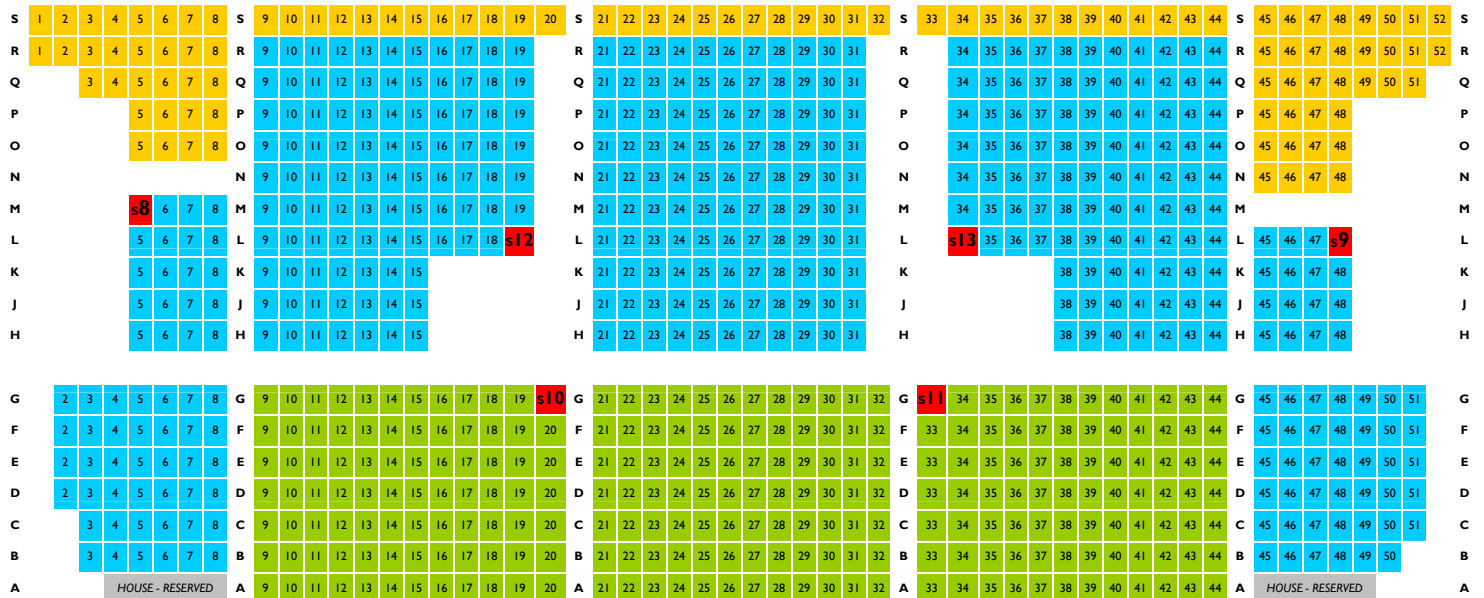 S 1 2 3 4 5 6 7 8 S 9 10 11 12 13 14 15 16 17 18 19 20 S 21 22 23 24 25 26 27 28 29 30 31 32 S 33 34 35 36 37 38 39 40 41 42 43 44 S 45 46 47 48 49 50 51 52 S
R 1 2 3 4 5 6 7 8 R 9 10 11 12 13 14 15 16 17 18 19 R 21 22 23 24 25 26 27 28 29 30 31 R 34 35 36 37 38 39 40 41 42 43 44 R 45 46 47 48 49 50 51 52 R
Q 3 4 5 6 7 8 Q 9 10 11 12 13 14 15 16 17 18 19 Q 21 22 23 24 25 26 27 28 29 30 31 Q 34 35 36 37 38 39 40 41 42 43 44 Q 45 46 47 48 49 50 51 Q
P 5 6 7 8 P 9 10 11 12 13 14 15 16 17 18 19 P 21 22 23 24 25 26 27 28 29 30 31 P 34 35 36 37 38 39 40 41 42 43 44 P 45 46 47 48 P
O 5 6 7 8 O 9 10 11 12 13 14 15 16 17 18 19 O 21 22 23 24 25 26 27 28 29 30 31 O 34 35 36 37 38 39 40 41 42 43 44 O 45 46 47 48 O
N N 9 10 11 12 13 14 15 16 17 18 19 N 21 22 23 24 25 26 27 28 29 30 31 N 34 35 36 37 38 39 40 41 42 43 44 N 45 46 47 48 N
M s8 6 7 8 M 9 10 11 12 13 14 15 16 17 18 19 M 21 22 23 24 25 26 27 28 29 30 31 M 34 35 36 37 38 39 40 41 42 43 44 M M
L 5 6 7 8 L 9 10 11 12 13 14 15 16 17 18 s12 L 21 22 23 24 25 26 27 28 29 30 31 L s13 35 36 37 38 39 40 41 42 43 44 L 45 46 47 s9 L
K 5 6 7 8 K 9 10 11 12 13 14 15 K 21 22 23 24 25 26 27 28 29 30 31 K 38 39 40 41 42 43 44 K 45 46 47 48 K
J 5 6 7 8 J 9 10 11 12 13 14 15 J 21 22 23 24 25 26 27 28 29 30 31 J 38 39 40 41 42 43 44 J 45 46 47 48 J
H 5 6 7 8 H 9 10 11 12 13 14 15 H 21 22 23 24 25 26 27 28 29 30 31 H 38 39 40 41 42 43 44 H 45 46 47 48 H
G 2 3 4 5 6 7 8 G 9 10 11 12 13 14 15 16 17 18 19 s10 G 21 22 23 24 25 26 27 28 29 30 31 32 G s11 34 35 36 37 38 39 40 41 42 43 44 G 45 46 47 48 49 50 51 G
F 2 3 4 5 6 7 8 F 9 10 11 12 13 14 15 16 17 18 19 20 F 21 22 23 24 25 26 27 28 29 30 31 32 F 33 34 35 36 37 38 39 40 41 42 43 44 F 45 46 47 48 49 50 51 F
E 2 3 4 5 6 7 8 E 9 10 11 12 13 14 15 16 17 18 19 20 E 21 22 23 24 25 26 27 28 29 30 31 32 E 33 34 35 36 37 38 39 40 41 42 43 44 E 45 46 47 48 49 50 51 E
D 2 3 4 5 6 7 8 D 9 10 11 12 13 14 15 16 17 18 19 20 D 21 22 23 24 25 26 27 28 29 30 31 32 D 33 34 35 36 37 38 39 40 41 42 43 44 D 45 46 47 48 49 50 51 D
C 3 4 5 6 7 8 C 9 10 11 12 13 14 15 16 17 18 19 20 C 21 22 23 24 25 26 27 28 29 30 31 32 C 33 34 35 36 37 38 39 40 41 42 43 44 C 45 46 47 48 49 50 51 C
B 3 4 5 6 7 8 B 9 10 11 12 13 14 15 16 17 18 19 20 B 21 22 23 24 25 26 27 28 29 30 31 32 B 33 34 35 36 37 38 39 40 41 42 43 44 B 45 46 47 48 49 50 B
A HOUSE - RESERVED A 9 10 11 12 13 14 15 16 17 18 19 20 A 21 22 23 24 25 26 27 28 29 30 31 32 A 33 34 35 36 37 38 39 40 41 42 43 44 A HOUSE - RESERVED A